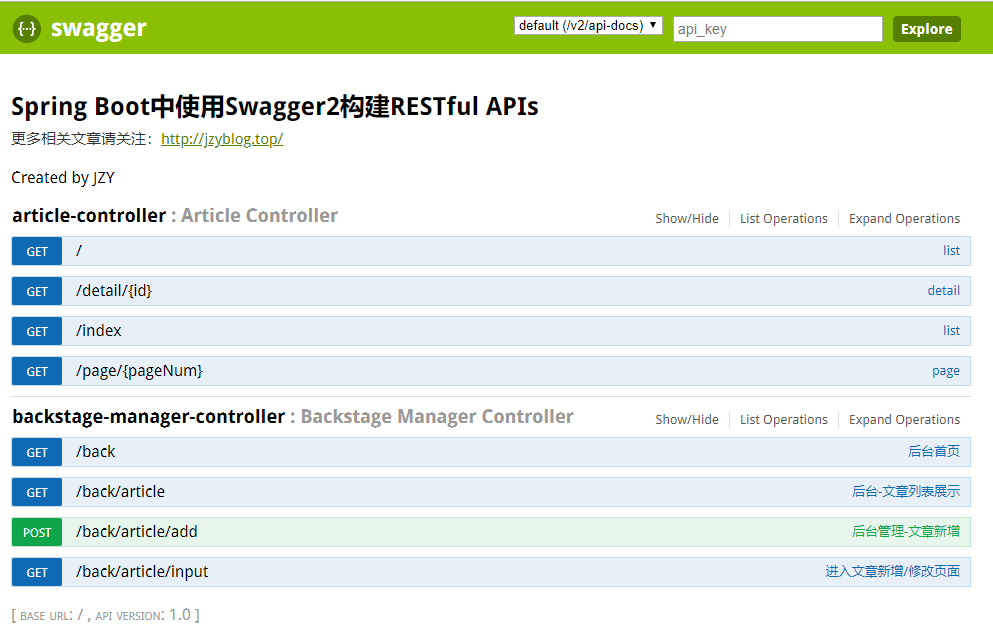 {··} swagger default (/v2/api-docs) ▼ api_key Explore
Spring Boot中使用Swagger2构建RESTful APIs
更多相关文章请关注：http://jzyblog.top/
Created by JZY
article-controller : Article Controller Show/Hide List Operations Expand Operations
GET / list
GET /detail/{id} detail
GET /index list
GET /page/{pageNum} page
backstage-manager-controller : Backstage Manager Controller Show/Hide List Operations Expand Operations
GET /back 后台首页
GET /back/article 后台-文章列表展示
POST /back/article/add 后台管理-文章新增
GET /back/article/input 进入文章新增/修改页面
[ BASE URL: / , API VERSION: 1.0 ]